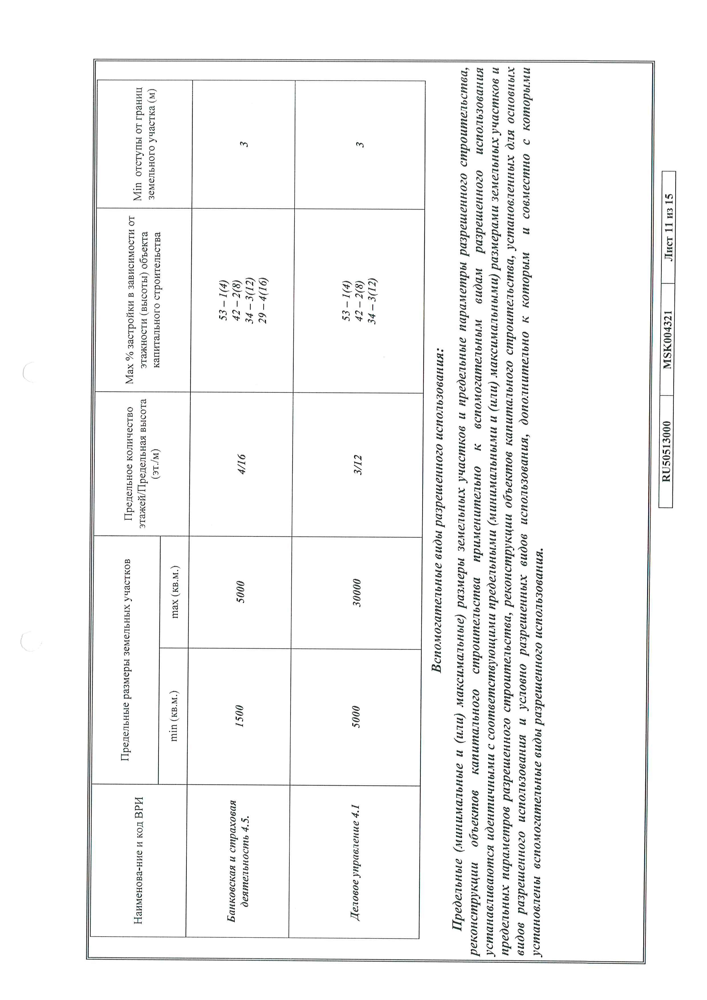 Наименова-ние и код ВРИ
Предельные размеры земельных участков
min (кв.м.)
max (кв.м.)
Предельное количество
этажей/Предельная высота
(эт./м)
Max % застройки в зависимости от
этажности (высоты) объекта
капитального строительства
Min отступы от границ
земельного участка (м)
Банковская и страховая
деятельность 4.5.
1500
5000
4/16
53 – 1(4)
42 – 2(8)
34 – 3(12)
29 – 4(16)
3
Деловое управление 4.1
5000
30000
3/12
53 – 1(4)
42 – 2(8)
34 – 3(12)
3
Вспомогательные виды разрешенного использования:
Предельные (минимальные и (или) максимальные) размеры земельных участков и предельные параметры разрешенного строительства,
реконструкции объектов капитального строительства применительно к вспомогательным видам разрешенного использования
устанавливаются идентичными с соответствующими предельными (минимальными и (или) максимальными) размерами земельных участков и
предельных параметров разрешенного строительства, реконструкции объектов капитального строительства, установленных для основных
видов разрешенного использования и условно разрешенных видов использования, дополнительно к которым и совместно с которыми
установлены вспомогательные виды разрешенного использования.
RU50513000
MSK004321
Лист 11 из 15